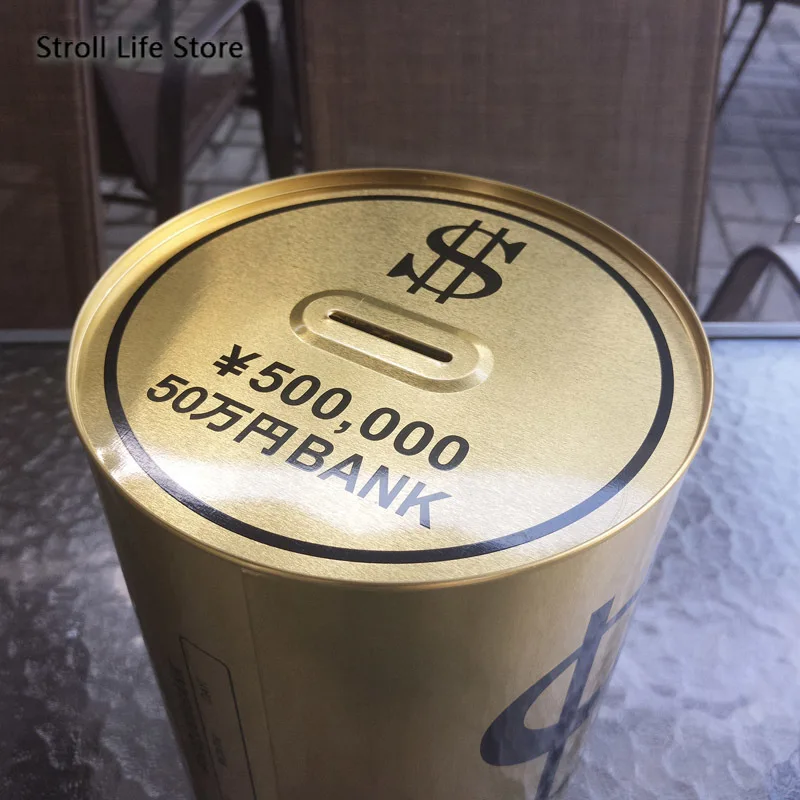 Stroll Life Store
$
¥500,000
50万円BANK
$